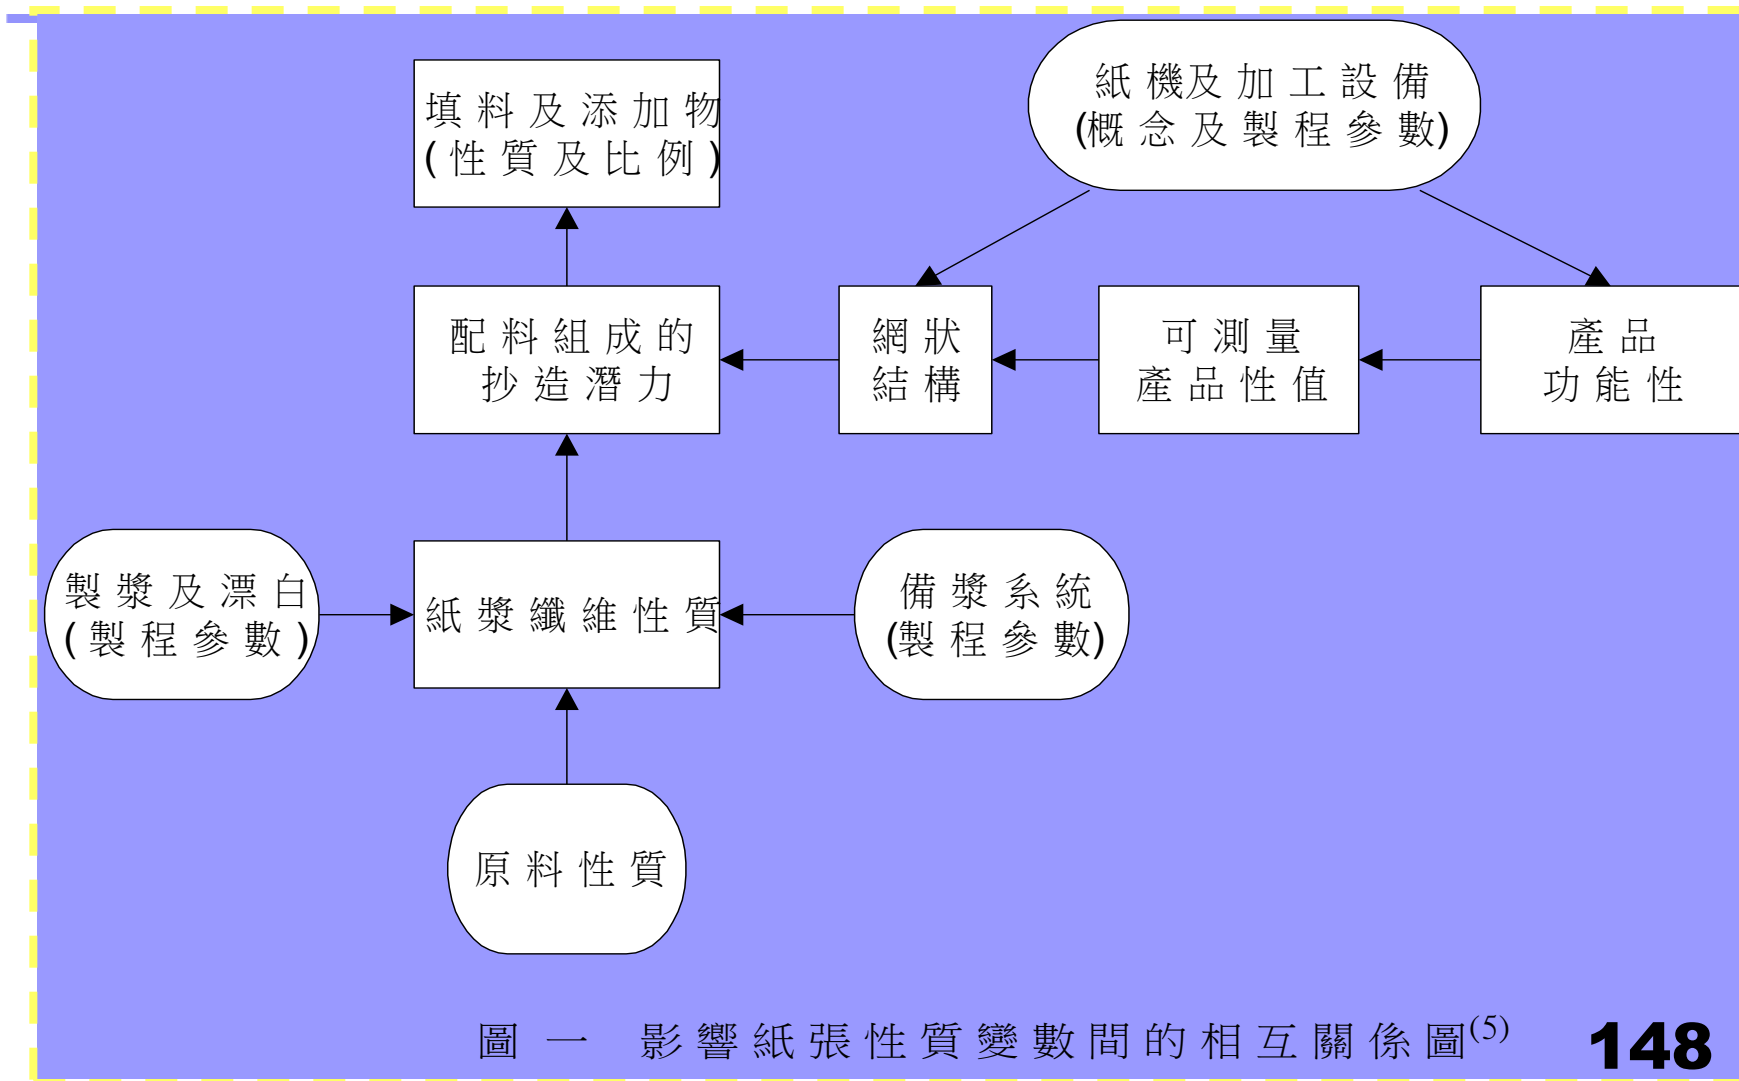 填料及添加物
(性質及比例)
紙機及加工設備
(概念及製程參數)
配料組成的
抄造潛力
網狀
結構
可測量
產品性值
產品
功能性
製漿及漂白
(製程參數)
紙漿纖維性質
備漿系統
(製程參數)
原料性質
圖一 影響紙張性質變數間的相互關係圖(5)
148